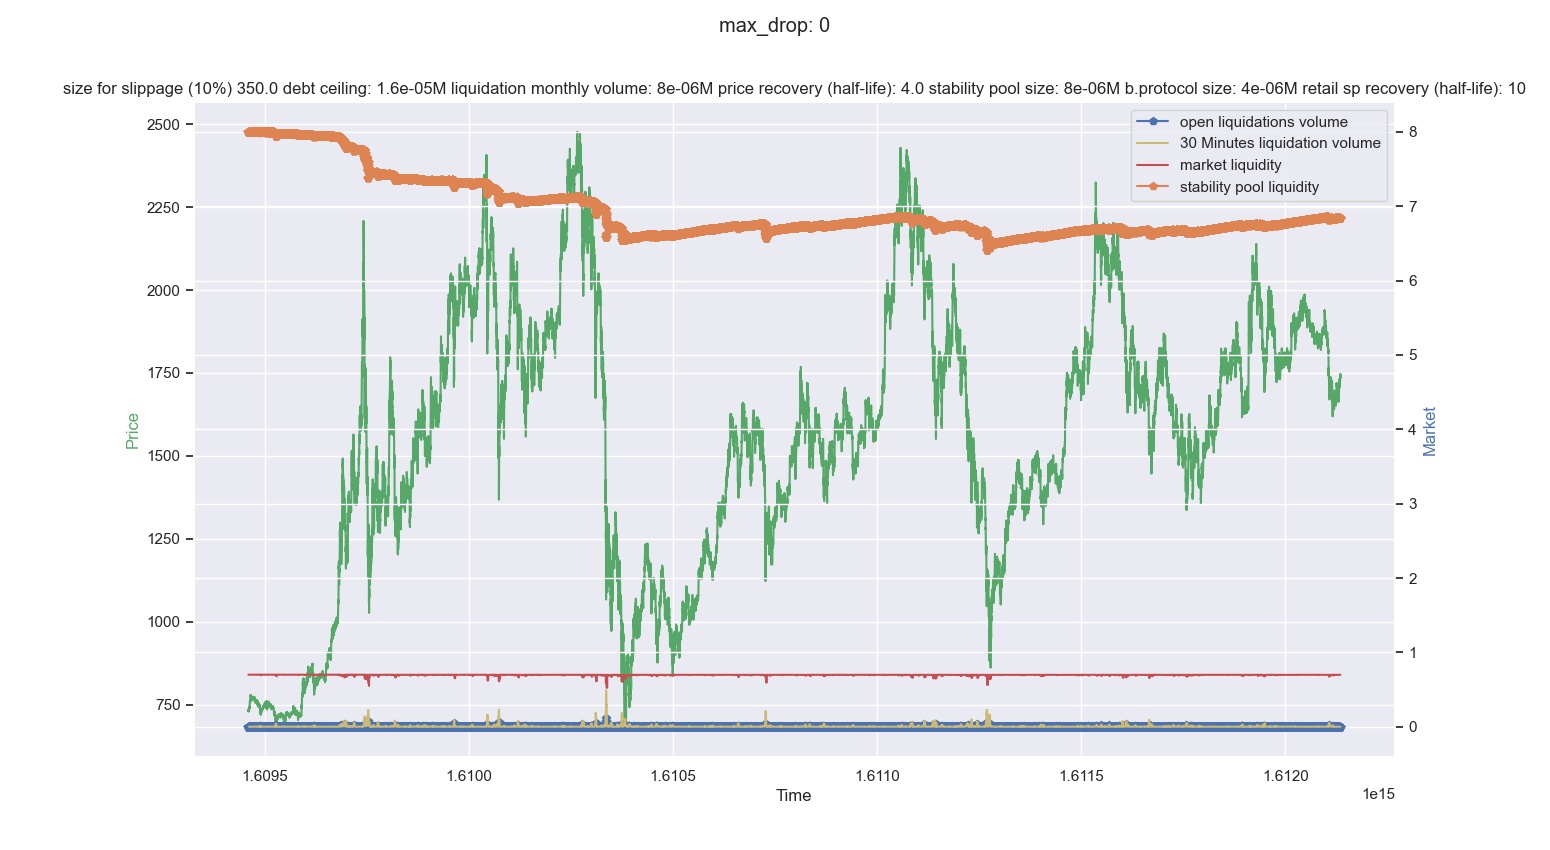 max_drop: 0
size for slippage (10%) 350.0 debt ceiling: 1.6e-05M liquidation monthly volume: 8e-06M price recovery (half-life): 4.0 stability pool size: 8e-06M b.protocol size: 4e-06M retail sp recovery (half-life): 10
open liquidations volume
30 Minutes liquidation volume
market liquidity
stability pool liquidity
2500
2250
2000
1750
1500
1250
1000
750
Price
8
7
6
5
4
3
2
1
0
Market
1.6095
1.6100
1.6105
1.6110
1.6115
1.6120
1e15
Time